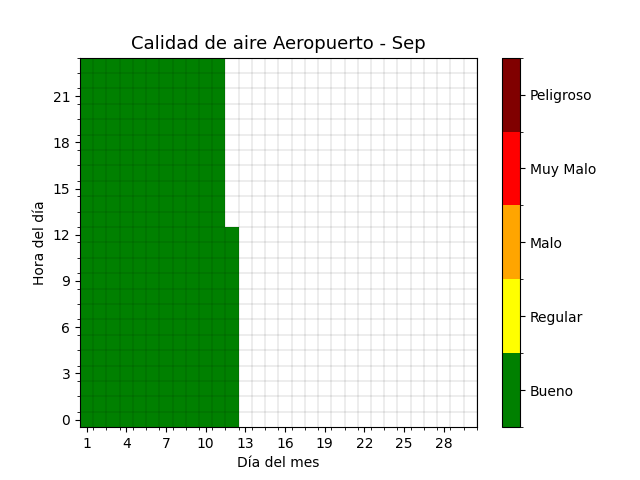 Calidad de aire Aeropuerto - Sep
Hora del día
21
18
15
12
9
6
3
0
1 4 7 10 13 16 19 22 25 28
Día del mes
Peligroso
Muy Malo
Malo
Regular
Bueno